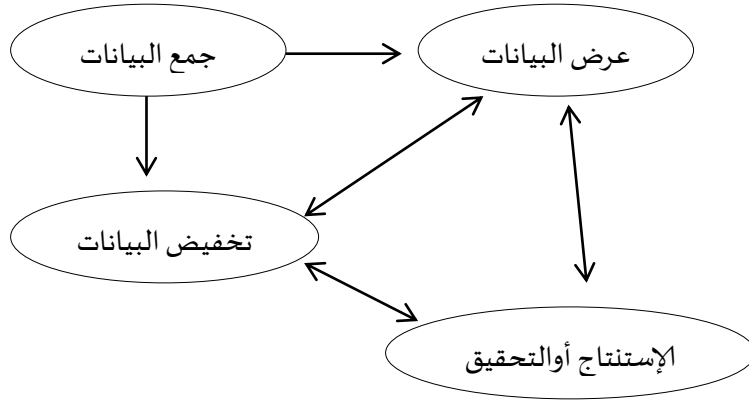 جمع البيانات
عرض البيانات
تخفيض البيانات
الإستنتاج أوالتحقيق